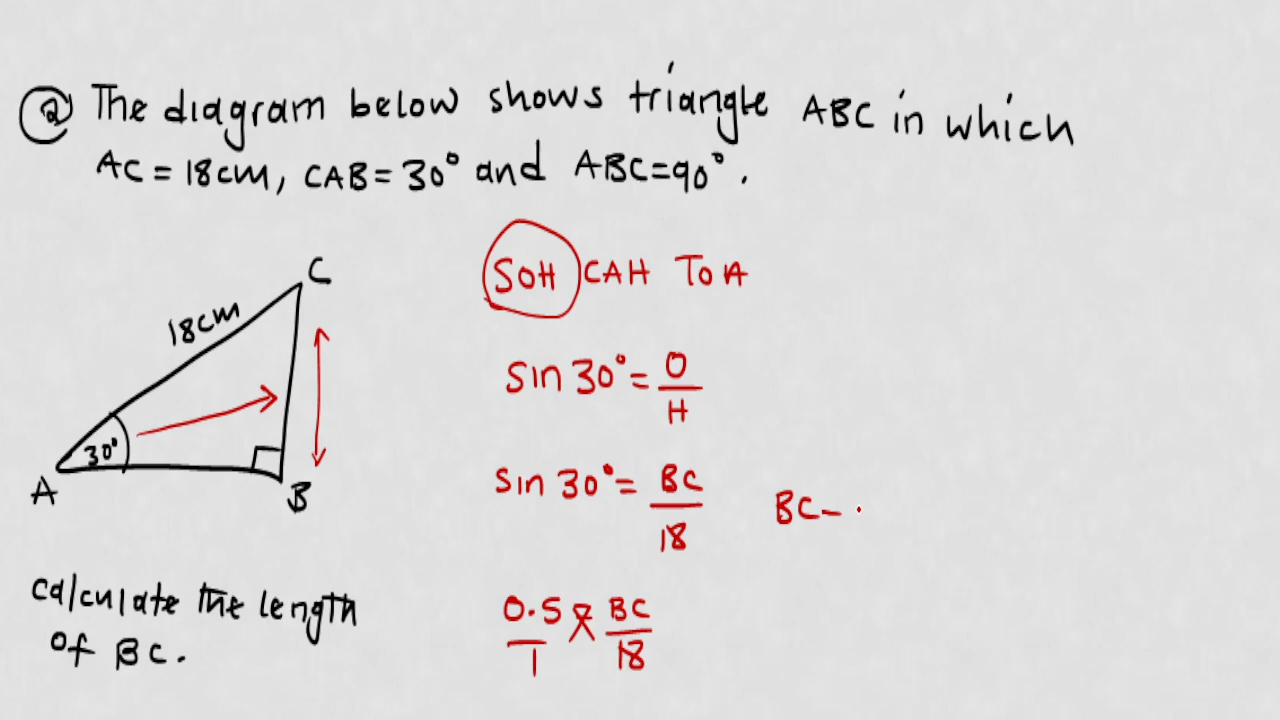 Q The diagram below shows triangle ABC in which
AC = 18cm, CAB = 30° and ABC = 90°.
C
18cm
30°
A
B
calculate the length
of BC.
SOH CAH TOA
sin 30° = O/H
sin 30° = BC/18
BC –
0.5/1 × BC/18